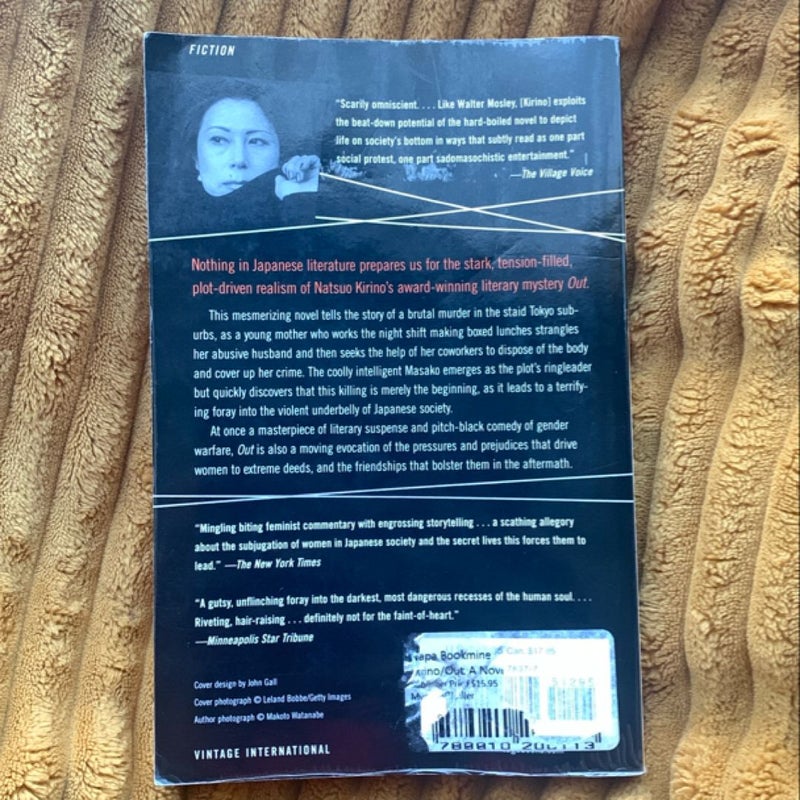 FICTION
"Scarily omniscient. . . . Like Walter Mosley, [Kirino] exploits
the beat-down potential of the hard-boiled novel to depict
life on society's bottom in ways that subtly read as one part
social protest, one part sadomasochistic entertainment."
—The Village Voice
Nothing in Japanese literature prepares us for the stark, tension-filled,
plot-driven realism of Natsuo Kirino's award-winning literary mystery Out.
This mesmerizing novel tells the story of a brutal murder in the staid Tokyo sub-
urbs, as a young mother who works the night shift making boxed lunches strangles
her abusive husband and then seeks the help of her coworkers to dispose of the body
and cover up her crime. The coolly intelligent Masako emerges as the plot's ringleader
but quickly discovers that this killing is merely the beginning, as it leads to a terrify-
ing foray into the violent underbelly of Japanese society.
At once a masterpiece of literary suspense and pitch-black comedy of gender
warfare, Out is also a moving evocation of the pressures and prejudices that drive
women to extreme deeds, and the friendships that bolster them in the aftermath.
"Mingling biting feminist commentary with engrossing storytelling . . . a scathing allegory
about the subjugation of women in Japanese society and the secret lives this forces them to
lead." —The New York Times
"A gutsy, unflinching foray into the darkest, most dangerous recesses of the human soul. . . .
Riveting, hair-raising . . . definitely not for the faint-of-heart."
—Minneapolis Star Tribune
Bookmine
Out: A
$15.95
Cover design by John Gall
Cover photograph © Leland Bobbe/Getty Images
Author photograph © Makoto Watanabe
VINTAGE INTERNATIONAL